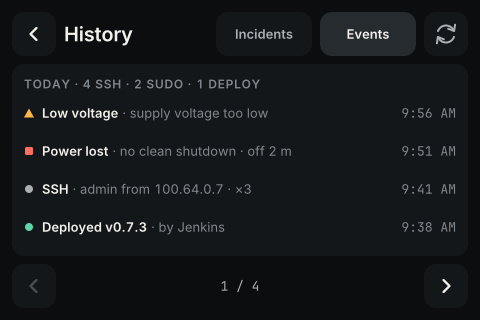 History
Incidents
Events
TODAY · 4 SSH · 2 SUDO · 1 DEPLOY
Low voltage · supply voltage too low 9:56 AM
Power lost · no clean shutdown · off 2 m 9:51 AM
SSH · admin from 100.64.0.7 · ×3 9:41 AM
Deployed v0.7.3 · by Jenkins 9:38 AM
1 / 4